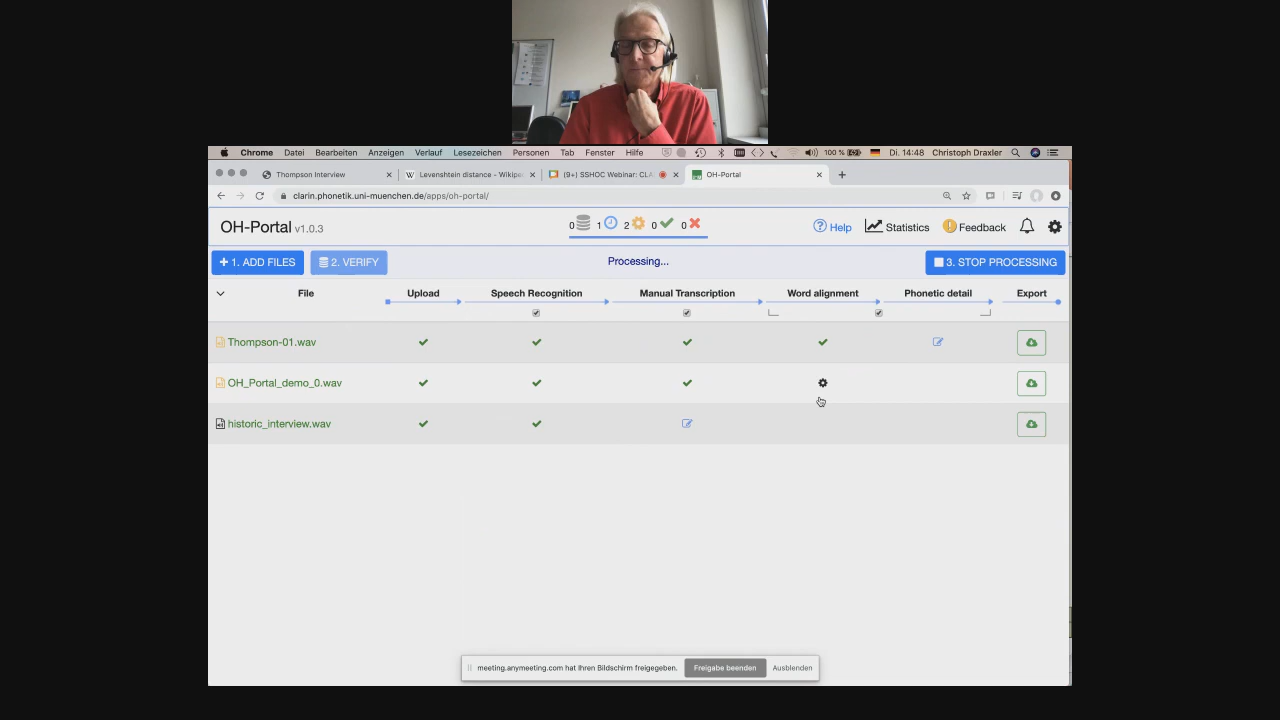 Chrome Datei Bearbeiten Anzeigen Verlauf Lesezeichen Personen Tab Fenster Hilfe 100 % Di. 14:48 Christoph Draxler
Thompson Interview Levenshtein distance - Wikipe (9+) SSHOC Webinar: CLA OH-Portal
clarin.phonetik.uni-muenchen.de/apps/oh-portal/
OH-Portal v1.0.3 0 1 2 0 0 Help Statistics Feedback
+ 1. ADD FILES 2. VERIFY Processing... 3. STOP PROCESSING
File Upload Speech Recognition Manual Transcription Word alignment Phonetic detail Export
Thompson-01.wav
OH_Portal_demo_0.wav
historic_interview.wav
meeting.anymeeting.com hat Ihren Bildschirm freigegeben. Freigabe beenden Ausblenden